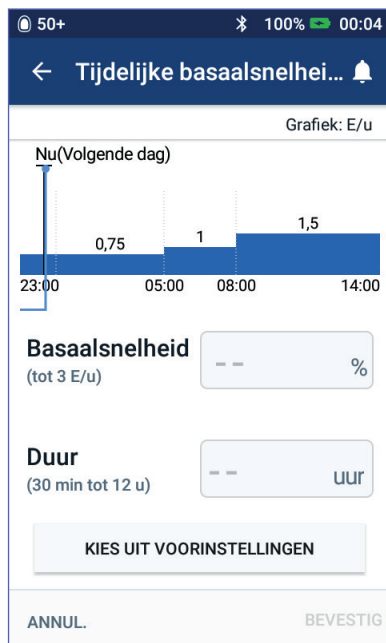 50+ 100% 00:04
Tijdelijke basaalsnelhei...
Grafiek: E/u
Nu(Volgende dag)
0,75 1 1,5
23:00 05:00 08:00 14:00
Basaalsnelheid
(tot 3 E/u)
-- %
Duur
(30 min tot 12 u)
-- uur
KIES UIT VOORINSTELLINGEN
ANNUL. BEVESTIG